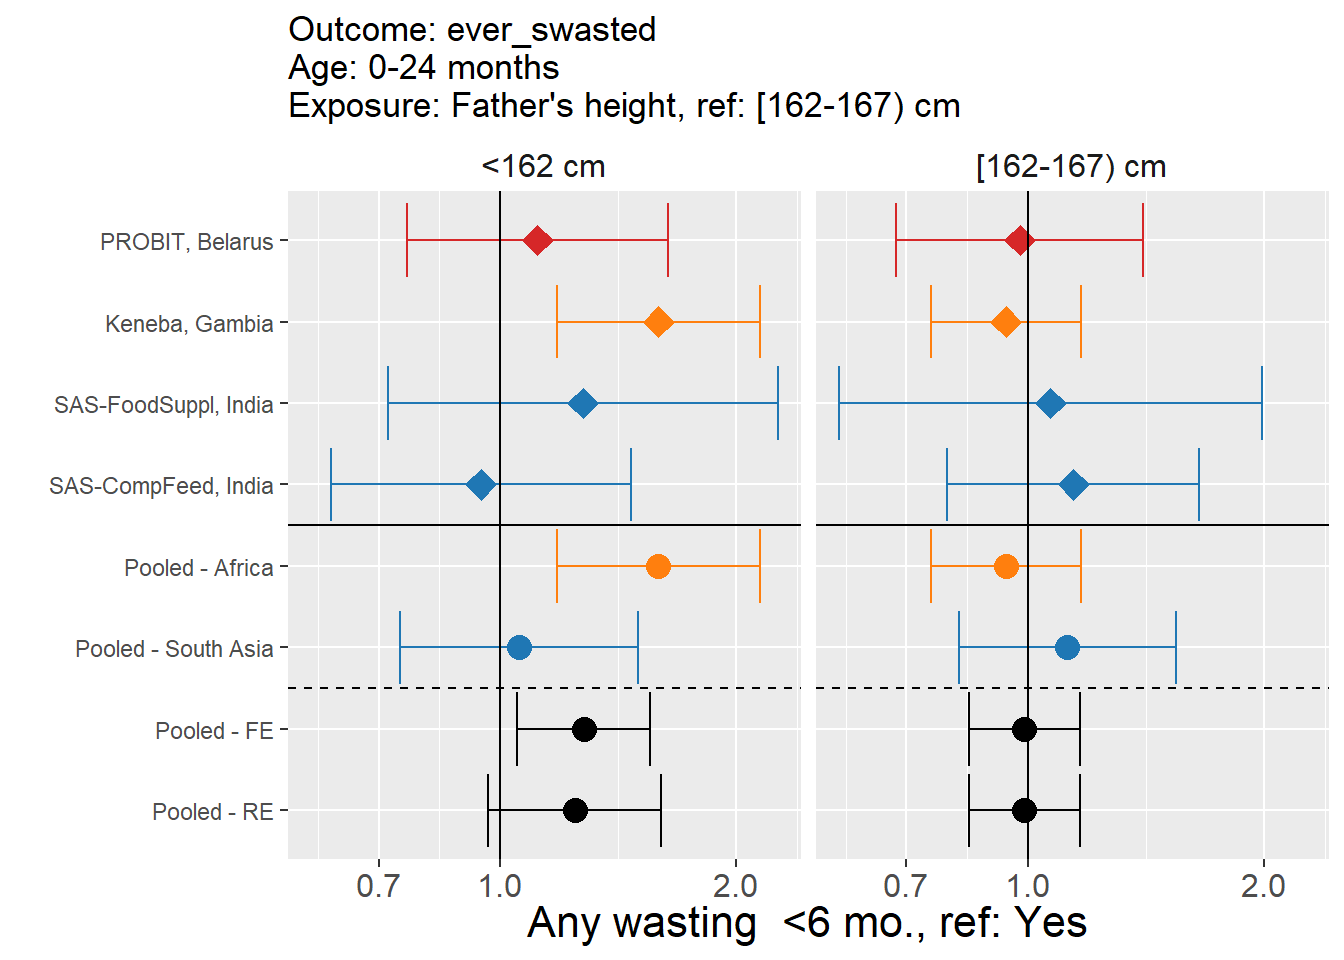 Outcome: ever_swasted
Age: 0-24 months
Exposure: Father's height, ref: [162-167) cm
<162 cm
[162-167) cm
PROBIT, Belarus
Keneba, Gambia
SAS-FoodSuppl, India
SAS-CompFeed, India
Pooled - Africa
Pooled - South Asia
Pooled - FE
Pooled - RE
0.7 1.0 2.0
0.7 1.0 2.0
Any wasting  <6 mo., ref: Yes